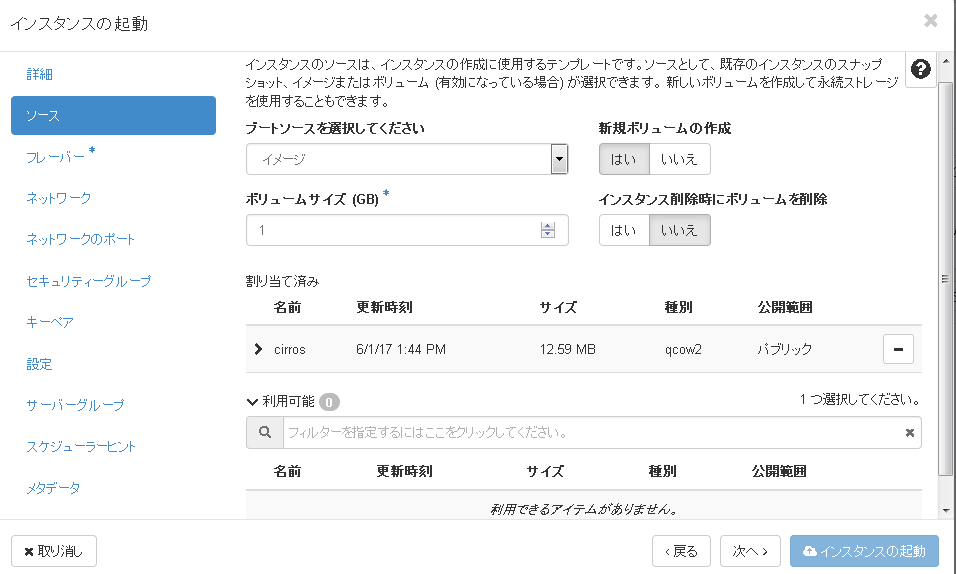 インスタンスの起動
×
詳細
ソース
フレーバー *
ネットワーク
ネットワークのポート
セキュリティーグループ
キーペア
設定
サーバーグループ
スケジューラーヒント
メタデータ
インスタンスのソースは、インスタンスの作成に使用するテンプレートです。ソースとして、既存のインスタンスのスナップ
ショット、イメージまたはボリューム (有効になっている場合) が選択できます。 新しいボリュームを作成して永続ストレージ
を使用することもできます。
ブートソースを選択してください 新規ボリュームの作成
イメージ はい いいえ
ボリュームサイズ (GB) * インスタンス削除時にボリュームを削除
1 はい いいえ
割り当て済み
名前 更新時刻 サイズ 種別 公開範囲
cirros 6/1/17 1:44 PM 12.59 MB qcow2 パブリック
利用可能 0 1 つ選択してください。
フィルターを指定するにはここをクリックしてください。
名前 更新時刻 サイズ 種別 公開範囲
利用できるアイテムがありません。
×取り消し ‹戻る 次へ› インスタンスの起動